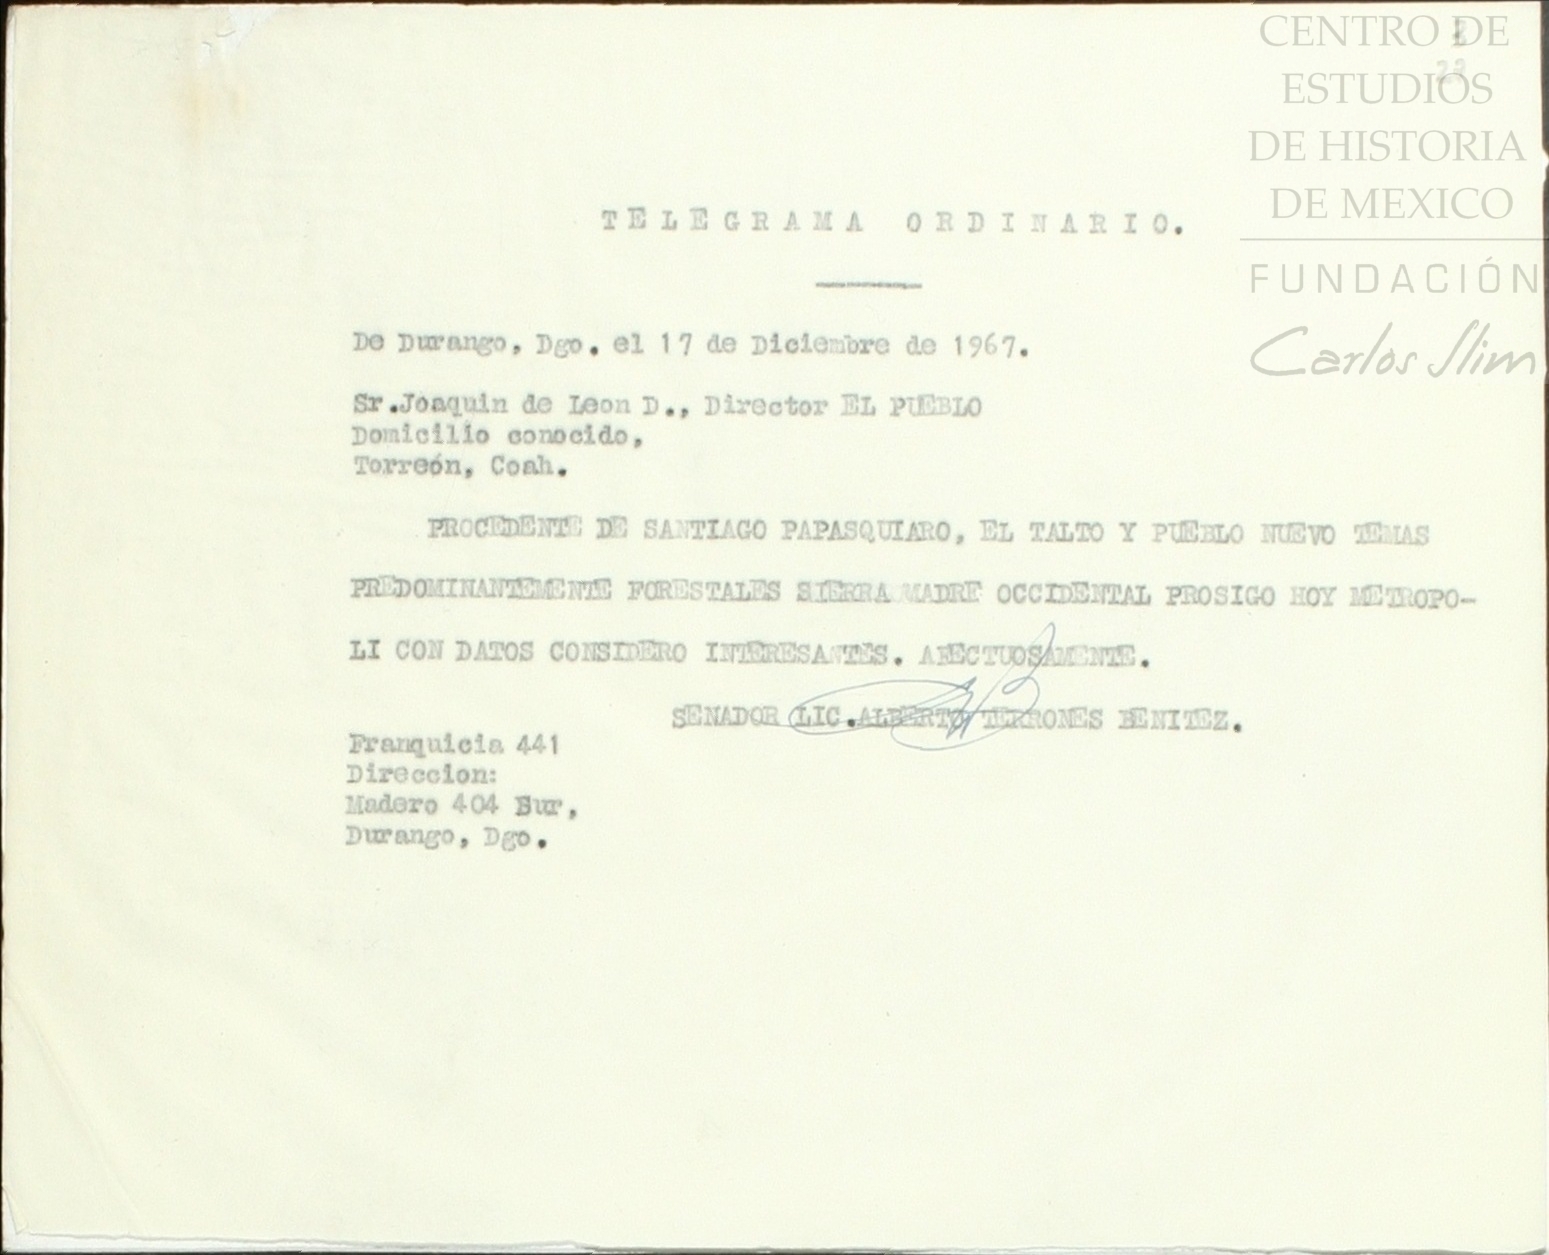 CENTRO DE
ESTUDIOS
DE HISTORIA
DE MEXICO
FUNDACIÓN
Carlos Slim
TELEGRAMA ORDINARIO.
De Durango, Dgo. el 17 de Diciembre de 1967.
Sr.Joaquin de Leon D., Director EL PUEBLO
Domicilio conocido,
Torreón, Coah.
PROCEDENTE DE SANTIAGO PAPASQUIARO, EL TALTO Y PUEBLO NUEVO TEMAS
PREDOMINANTEMENTE FORESTALES SIERRA MADRE OCCIDENTAL PROSIGO HOY METROPO-
LI CON DATOS CONSIDERO INTERESANTES. AFECTUOSAMENTE.
SENADOR LIC.ALBERTO TERRONES BENITEZ.
Franquicia 441
Direccion:
Madero 404 Sur,
Durango, Dgo.